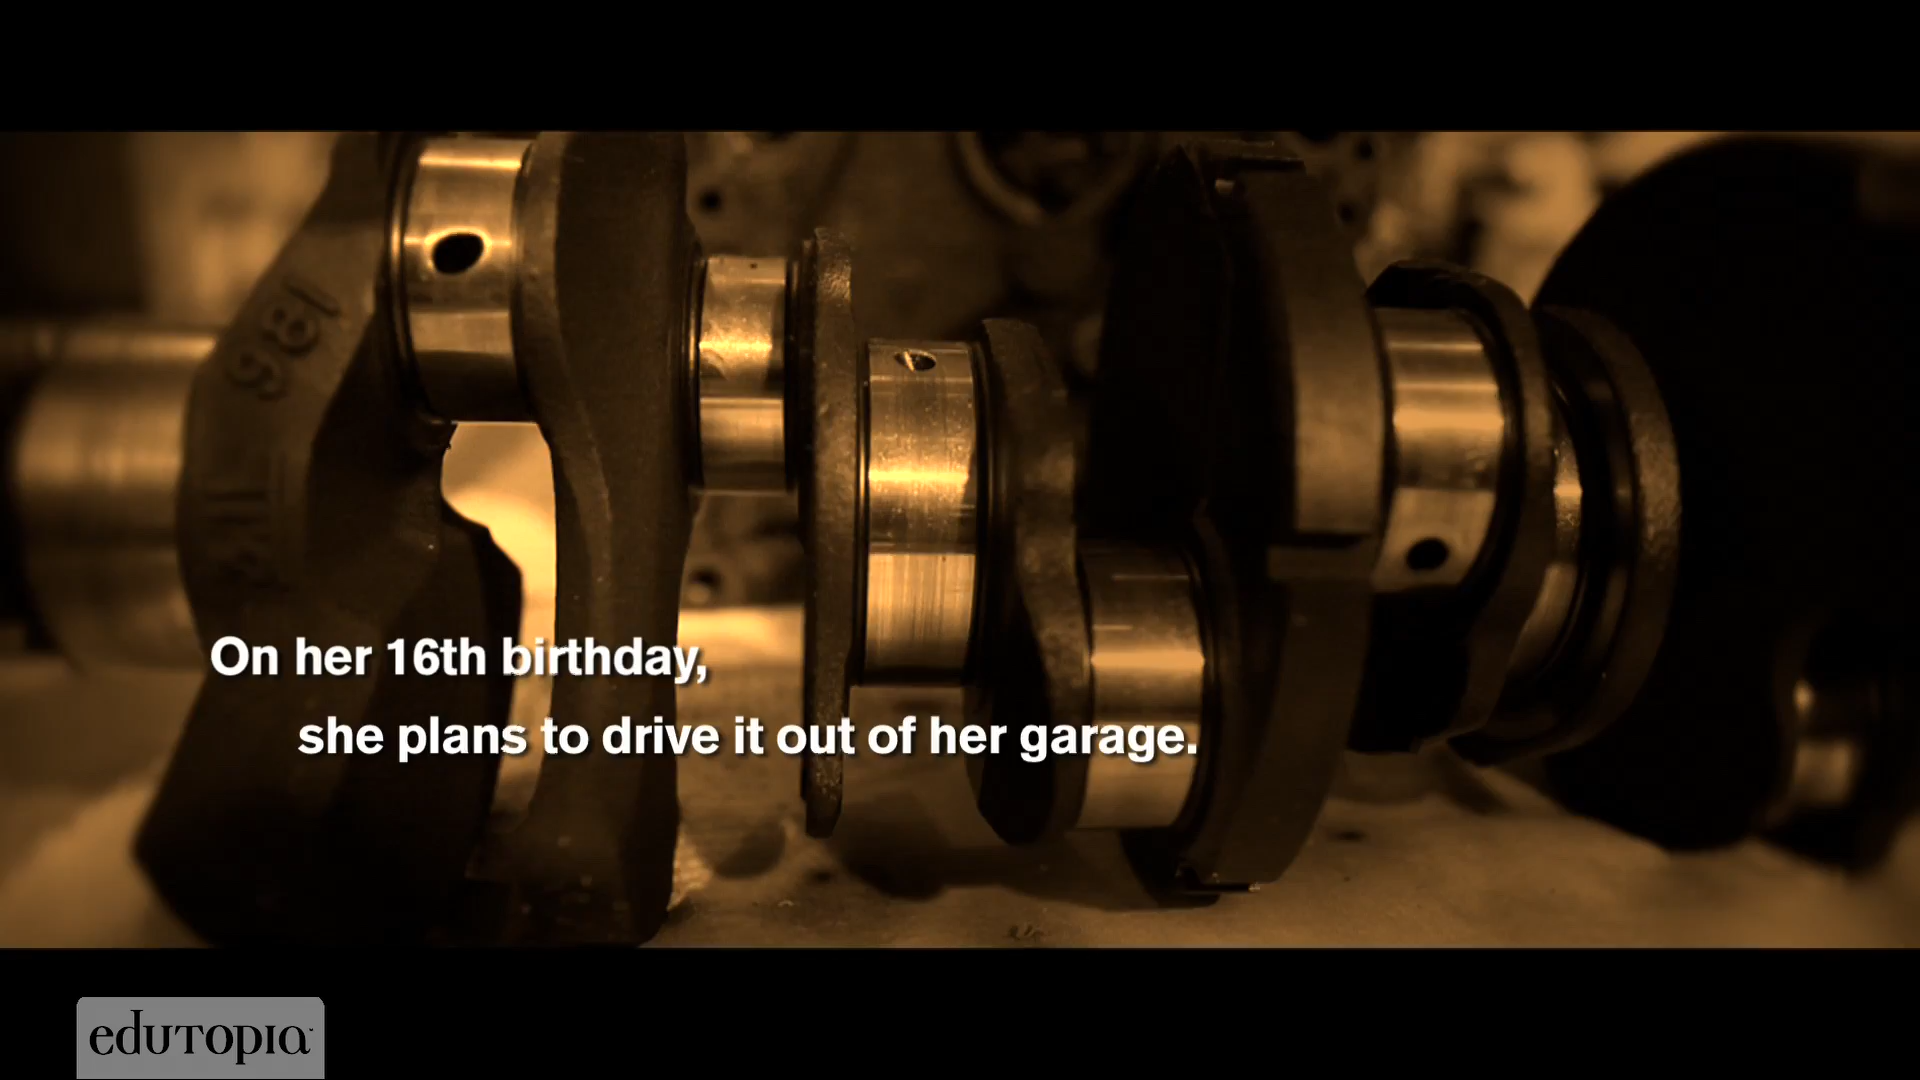 On her 16th birthday,
she plans to drive it out of her garage.
edutopia